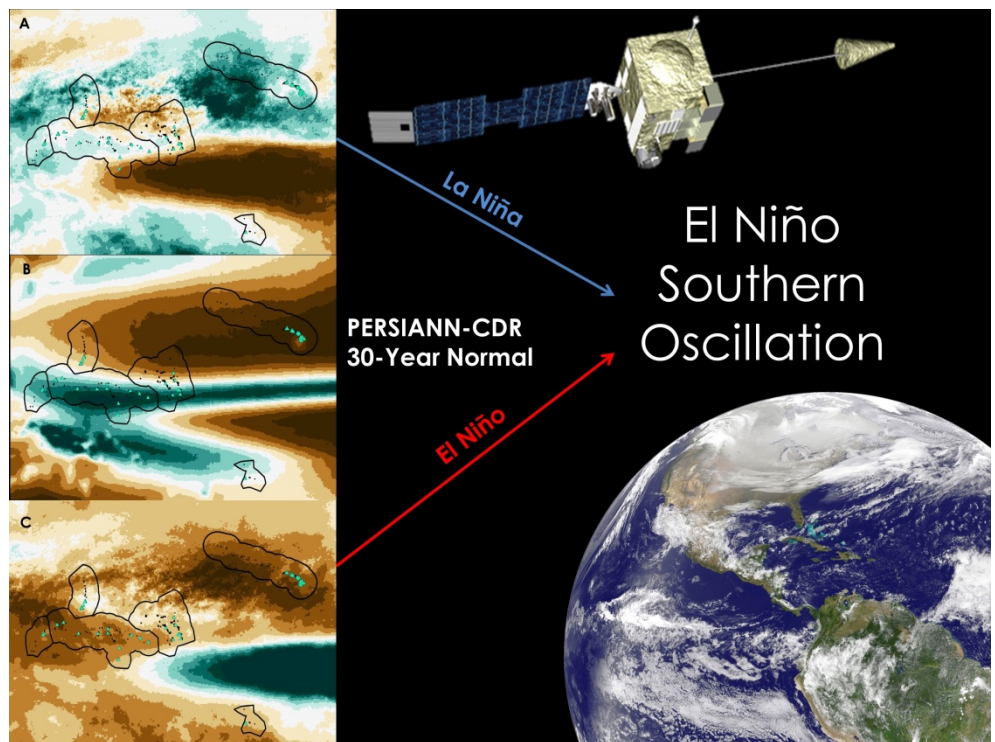 A
La Niña
El Niño
Southern
Oscillation
B
PERSIANN-CDR
30-Year Normal
El Niño
C